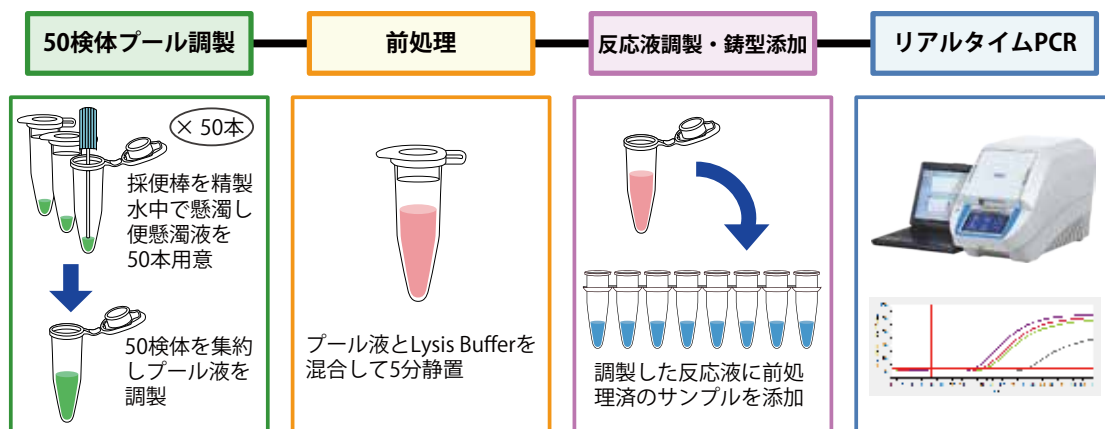 50検体プール調製
前処理
反応液調製・鋳型添加
リアルタイムPCR
× 50本
採便棒を精製
水中で懸濁し
便懸濁液を
50本用意
50検体を集約
しプール液を
調製
プール液とLysis Bufferを
混合して5分静置
調製した反応液に前処
理済のサンプルを添加